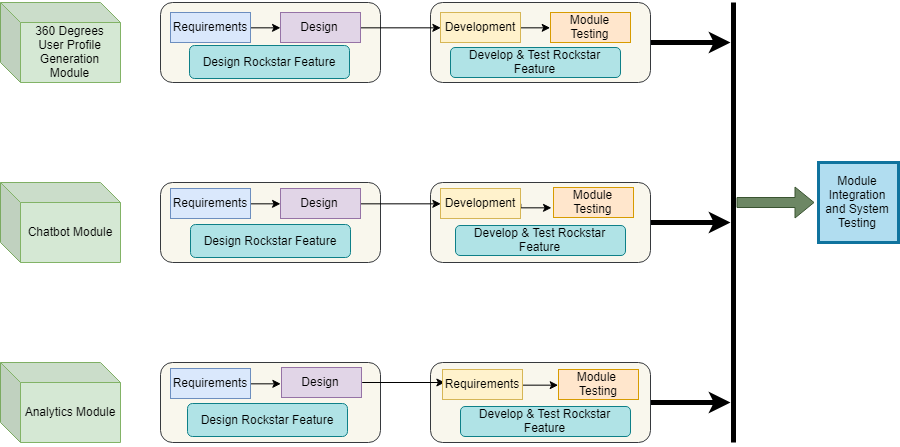 360 Degrees
User Profile
Generation
Module
Requirements
Design
Design Rockstar Feature
Development
Module
Testing
Develop & Test Rockstar
Feature
Chatbot Module
Requirements
Design
Design Rockstar Feature
Development
Module
Testing
Develop & Test Rockstar
Feature
Module
Integration
and System
Testing
Analytics Module
Requirements
Design
Design Rockstar Feature
Requirements
Module
Testing
Develop & Test Rockstar
Feature